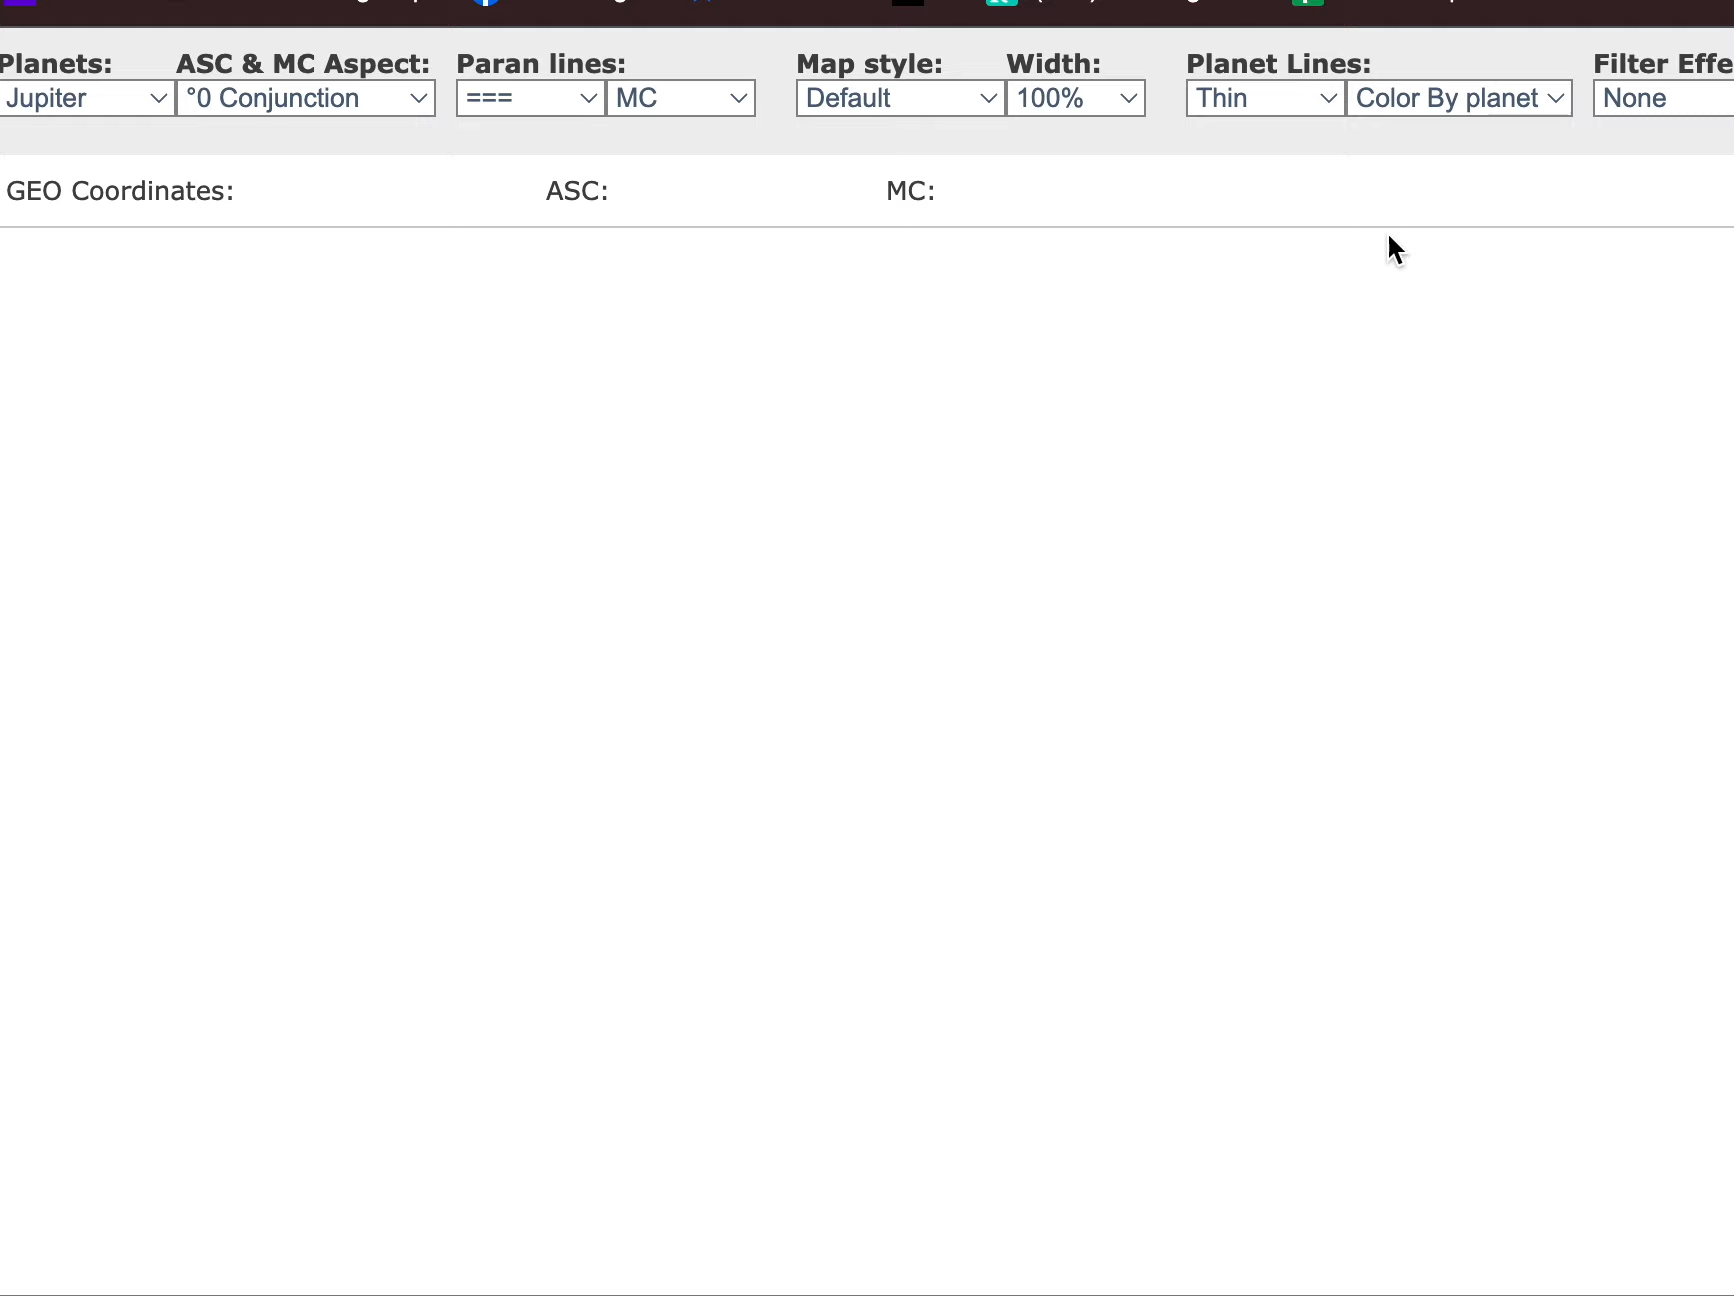 Planets: ASC & MC Aspect: Paran lines: Map style: Width: Planet Lines: Filter Effe
Jupiter °0 Conjunction === MC Default 100% Thin Color By planet None
GEO Coordinates: ASC: MC: